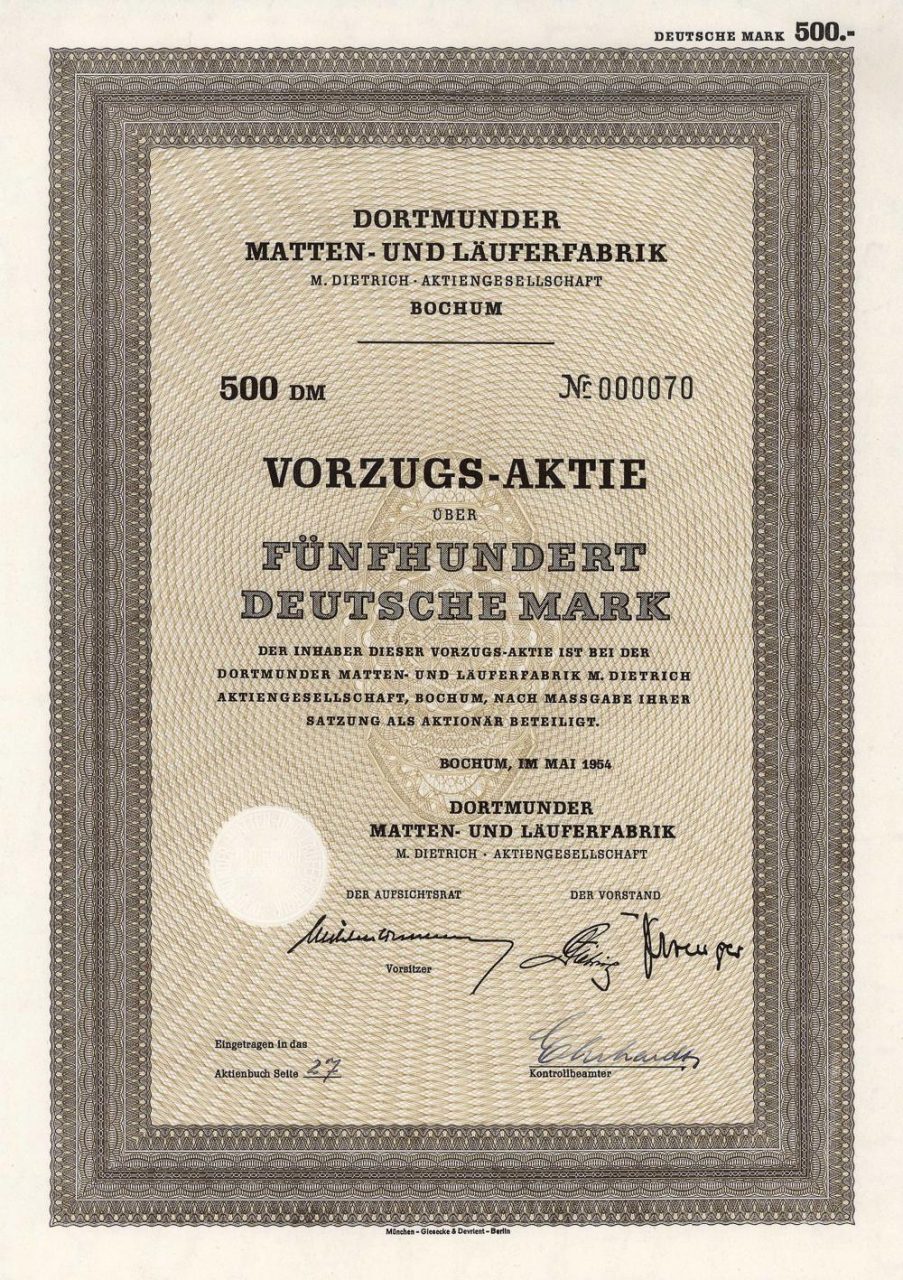 DEUTSCHE MARK 500.-
DORTMUNDER
MATTEN- UND LÄUFERFABRIK
M. DIETRICH · AKTIENGESELLSCHAFT
BOCHUM
500 DM
Nr. 000070
VORZUGS-AKTIE
ÜBER
FÜNFHUNDERT
DEUTSCHE MARK
DER INHABER DIESER VORZUGS-AKTIE IST BEI DER
DORTMUNDER MATTEN- UND LÄUFERFABRIK M. DIETRICH
AKTIENGESELLSCHAFT, BOCHUM, NACH MASSGABE IHRER
SATZUNG ALS AKTIONÄR BETEILIGT.
BOCHUM, IM MAI 1954
DORTMUNDER
MATTEN- UND LÄUFERFABRIK
M. DIETRICH · AKTIENGESELLSCHAFT
DER AUFSICHTSRAT
DER VORSTAND
Vorsitzer
Eingetragen in das
Aktienbuch Seite 27
Kontrollbeamter
München – Giesecke & Devrient – Berlin